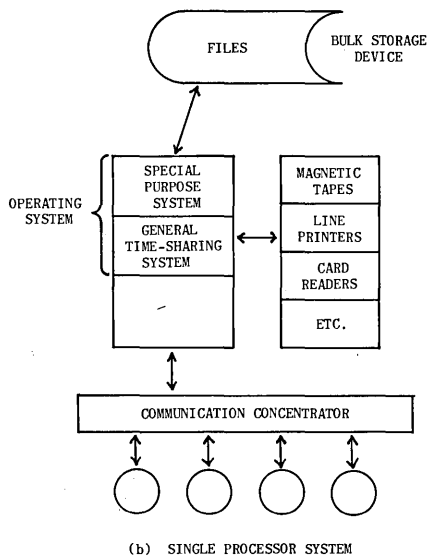 FILES
BULK STORAGE
DEVICE
OPERATING
SYSTEM
SPECIAL
PURPOSE
SYSTEM
GENERAL
TIME-SHARING
SYSTEM
MAGNETIC
TAPES
LINE
PRINTERS
CARD
READERS
ETC.
COMMUNICATION CONCENTRATOR
(b) SINGLE PROCESSOR SYSTEM